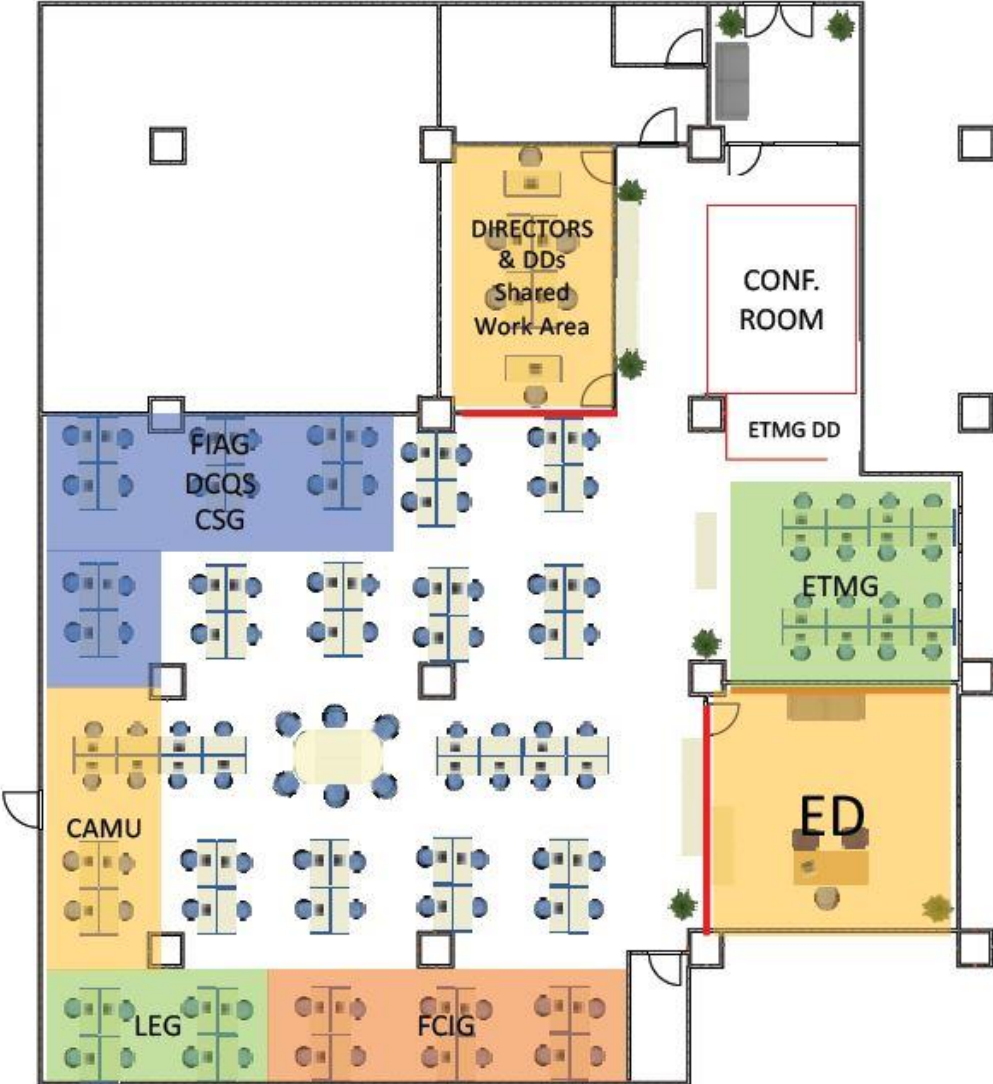 DIRECTORS
& DDs
Shared
Work Area
CONF.
ROOM
ETMG DD
FIAG
DCQS
CSG
ETMG
CAMU
ED
LEG
FCIG